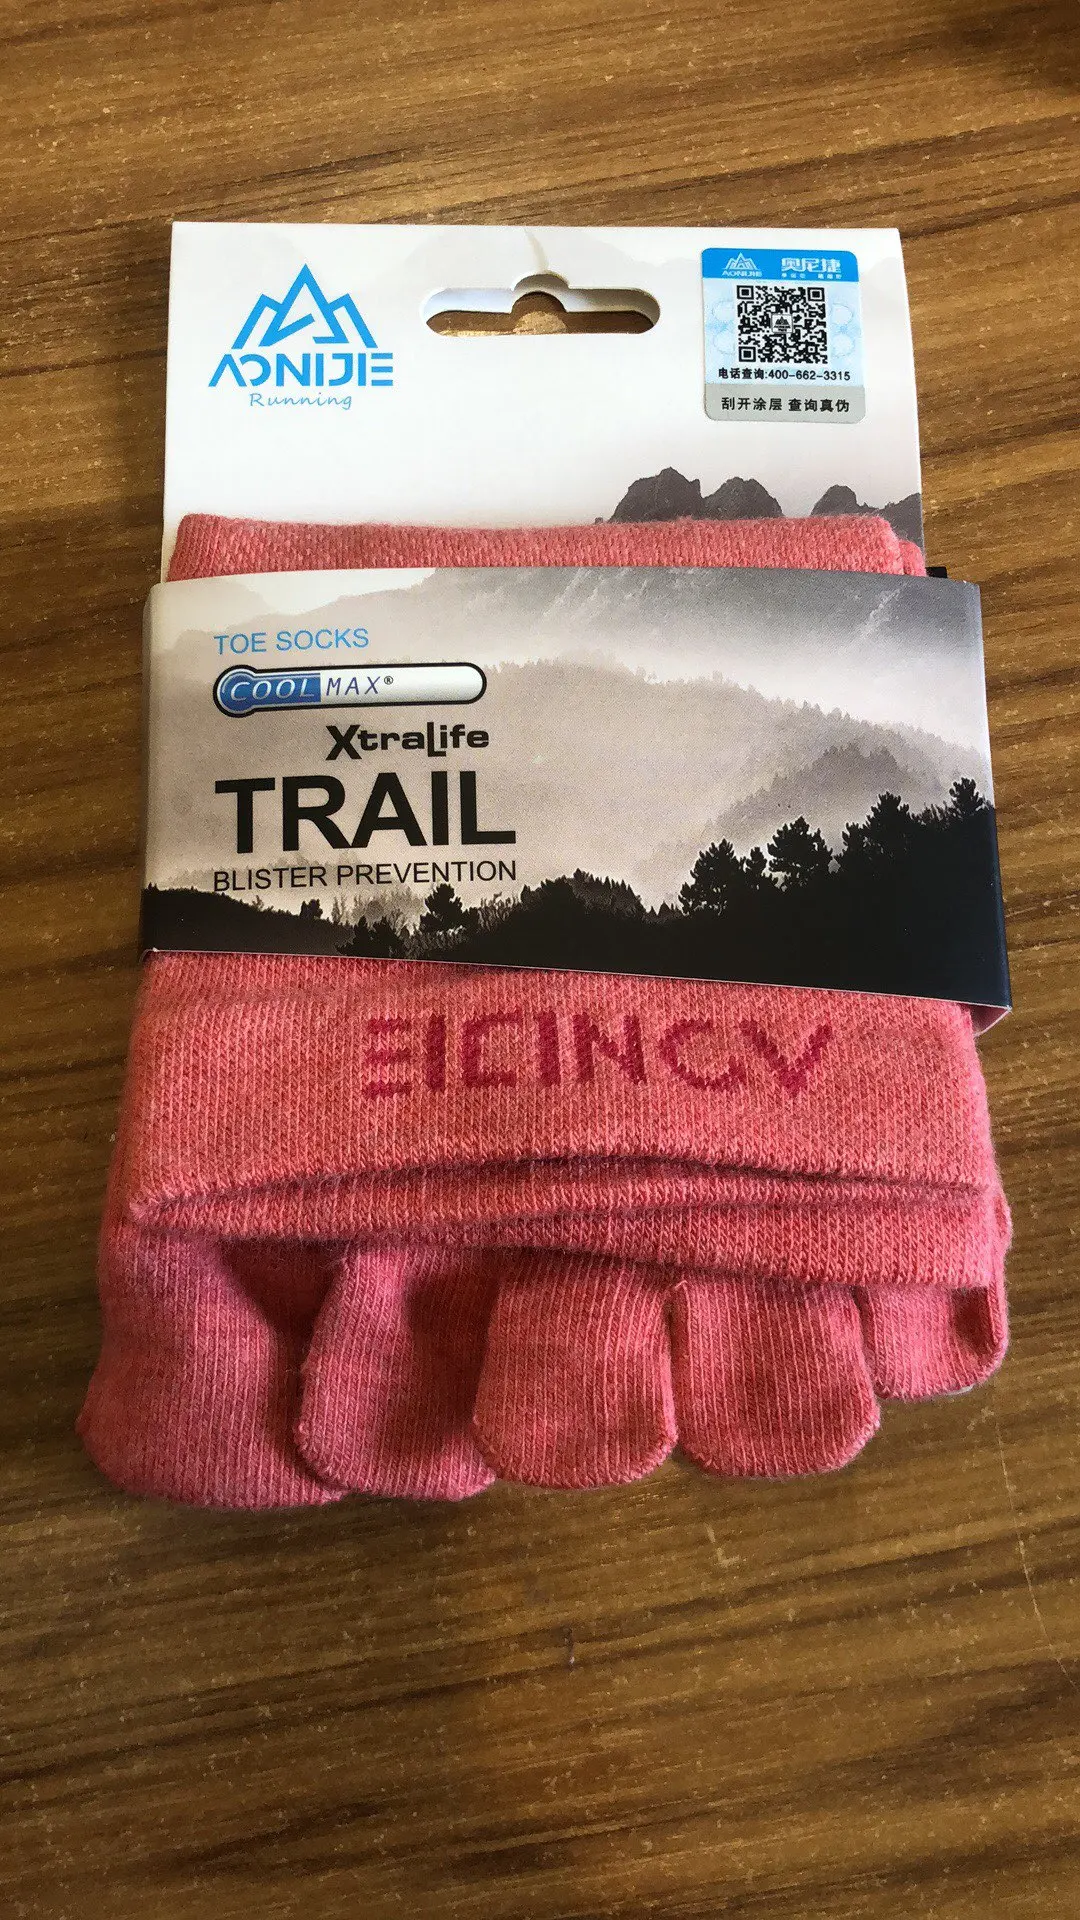 AONIJIE
Running
AONIJIE 奥尼捷
电话查询:400-662-3315
刮开涂层 查询真伪
TOE SOCKS
COOLMAX®
XtraLife
TRAIL
BLISTER PREVENTION
AONIJIE